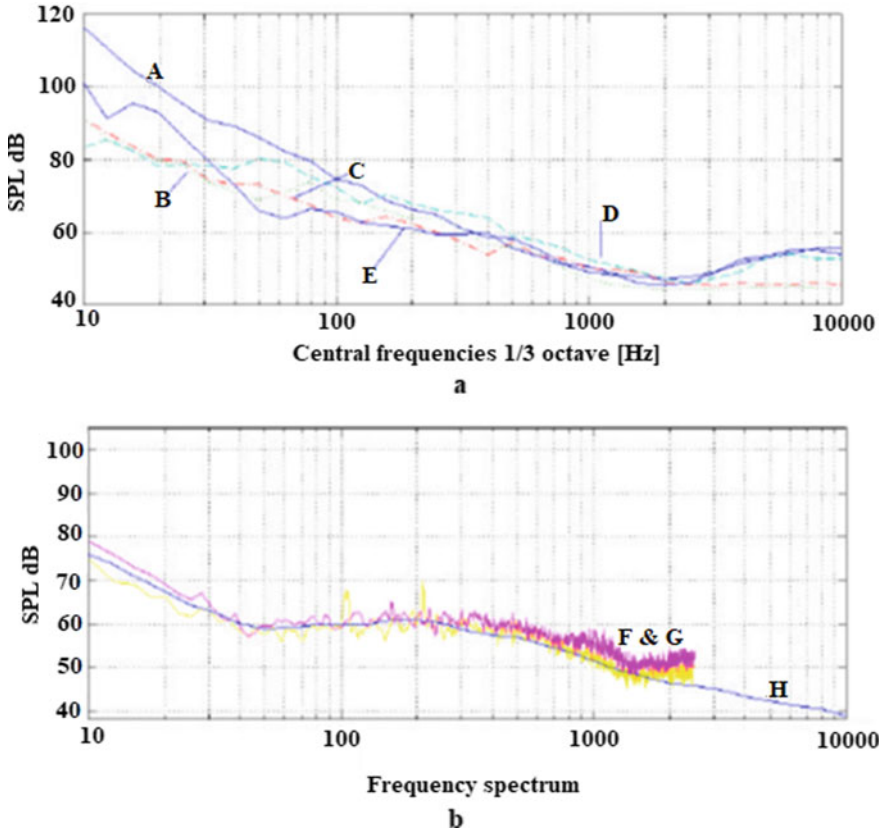 120
100
80
60
40
SPL dB
A
B
C
D
E
10
100
1000
10000
Central frequencies 1/3 octave [Hz]
a
100
90
80
70
60
50
40
SPL dB
F & G
H
10
100
1000
10000
Frequency spectrum
b